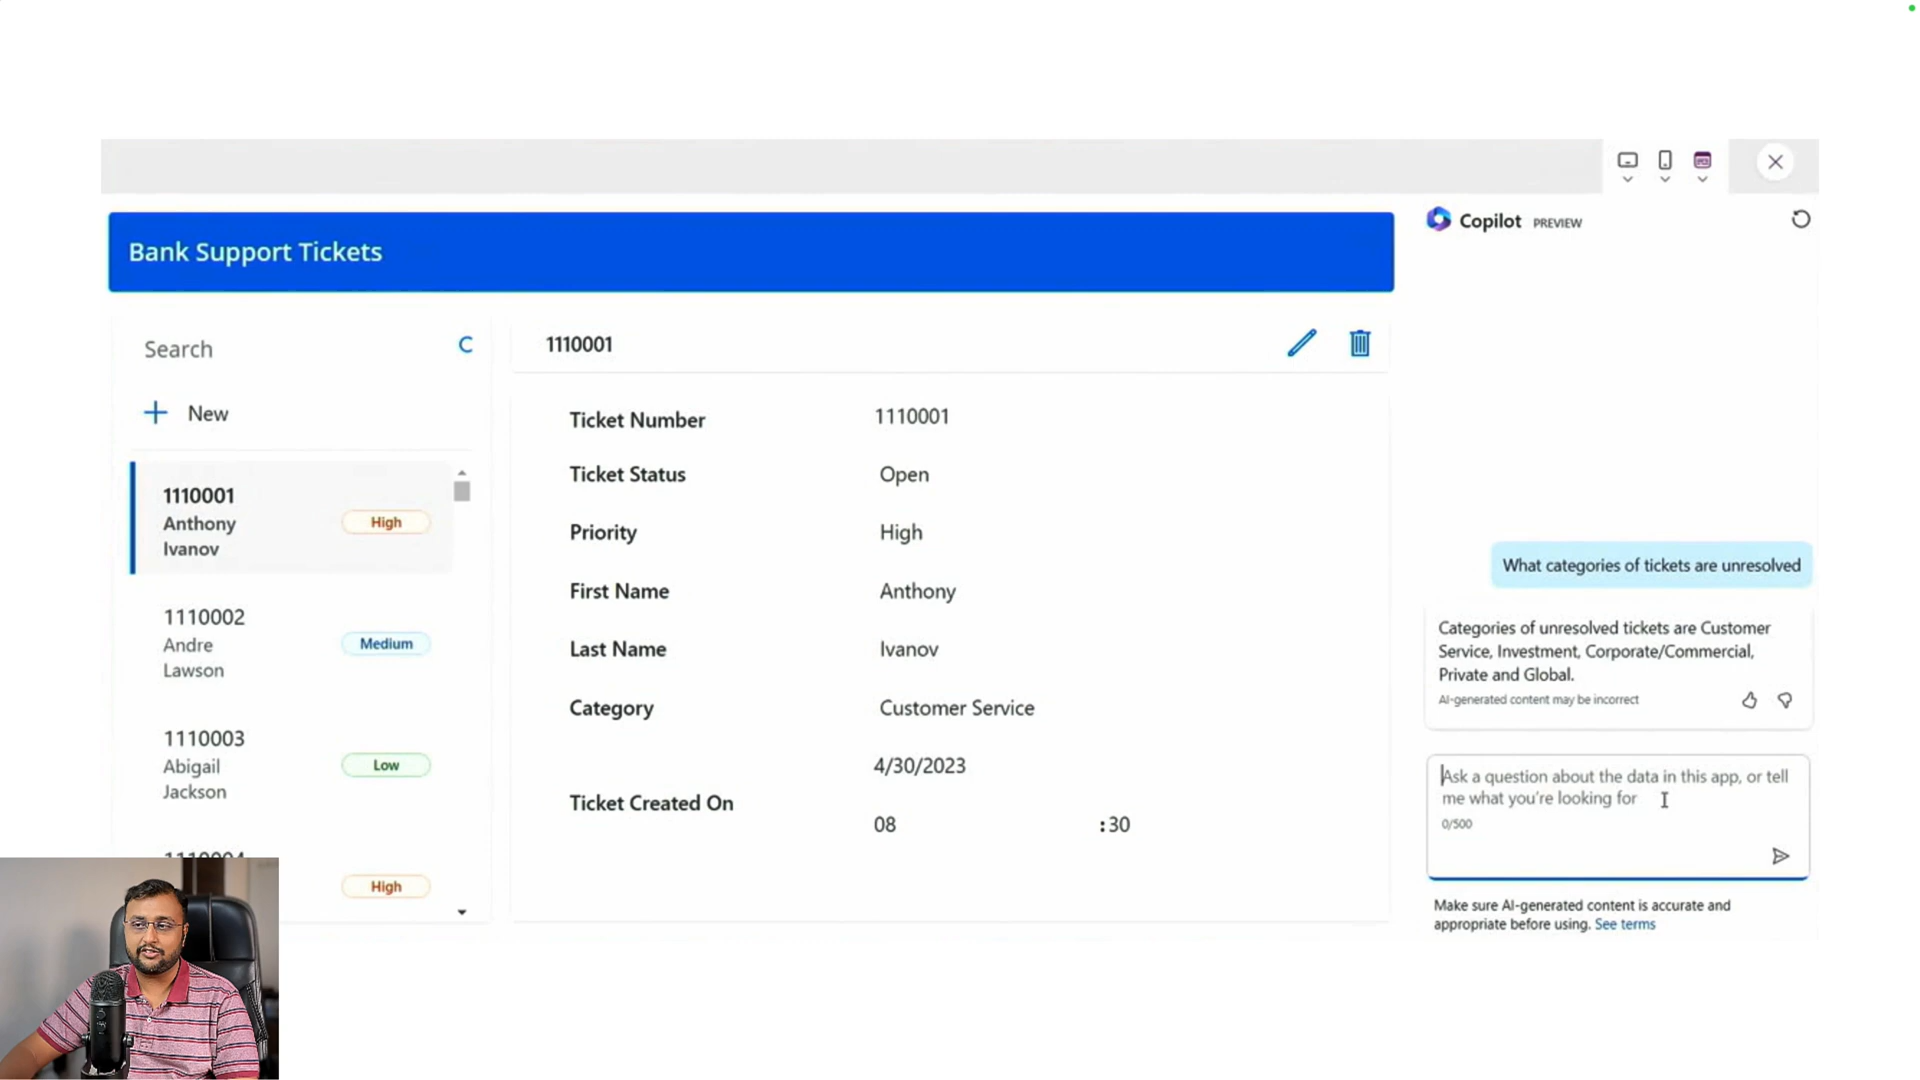 Copilot PREVIEW
Bank Support Tickets
Search
New
1110001
Anthony
Ivanov
High
1110002
Andre
Lawson
Medium
1110003
Abigail
Jackson
Low
High
1110001
Ticket Number 1110001
Ticket Status Open
Priority High
First Name Anthony
Last Name Ivanov
Category Customer Service
4/30/2023
Ticket Created On
08 :30
What categories of tickets are unresolved
Categories of unresolved tickets are Customer
Service, Investment, Corporate/Commercial,
Private and Global.
AI-generated content may be incorrect
Ask a question about the data in this app, or tell
me what you're looking for
0/500
Make sure AI-generated content is accurate and
appropriate before using. See terms